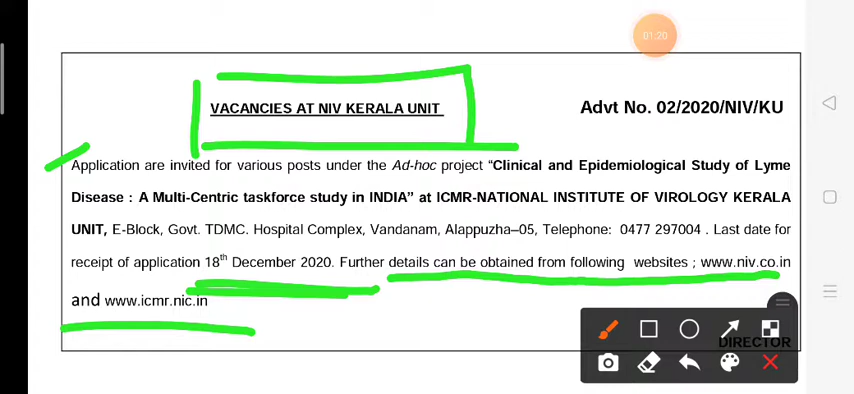 01:20
VACANCIES AT NIV KERALA UNIT
Advt No. 02/2020/NIV/KU
Application are invited for various posts under the Ad-hoc project “Clinical and Epidemiological Study of Lyme
Disease : A Multi-Centric taskforce study in INDIA” at ICMR-NATIONAL INSTITUTE OF VIROLOGY KERALA
UNIT, E-Block, Govt. TDMC. Hospital Complex, Vandanam, Alappuzha–05, Telephone: 0477 297004 . Last date for
receipt of application 18th December 2020. Further details can be obtained from following websites ; www.niv.co.in
and www.icmr.nic.in
DIRECTOR